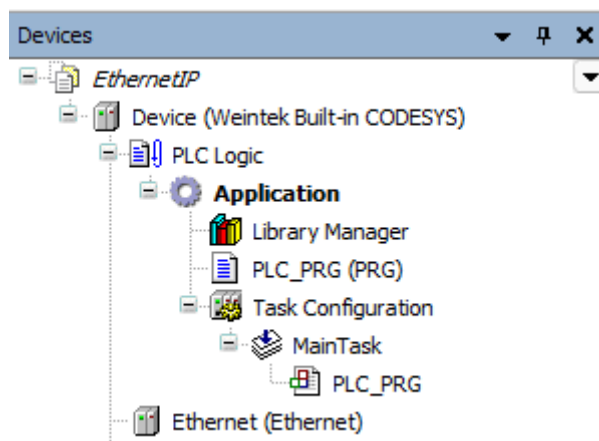 Devices
EthernetIP
Device (Weintek Built-in CODESYS)
PLC Logic
Application
Library Manager
PLC_PRG (PRG)
Task Configuration
MainTask
PLC_PRG
Ethernet (Ethernet)